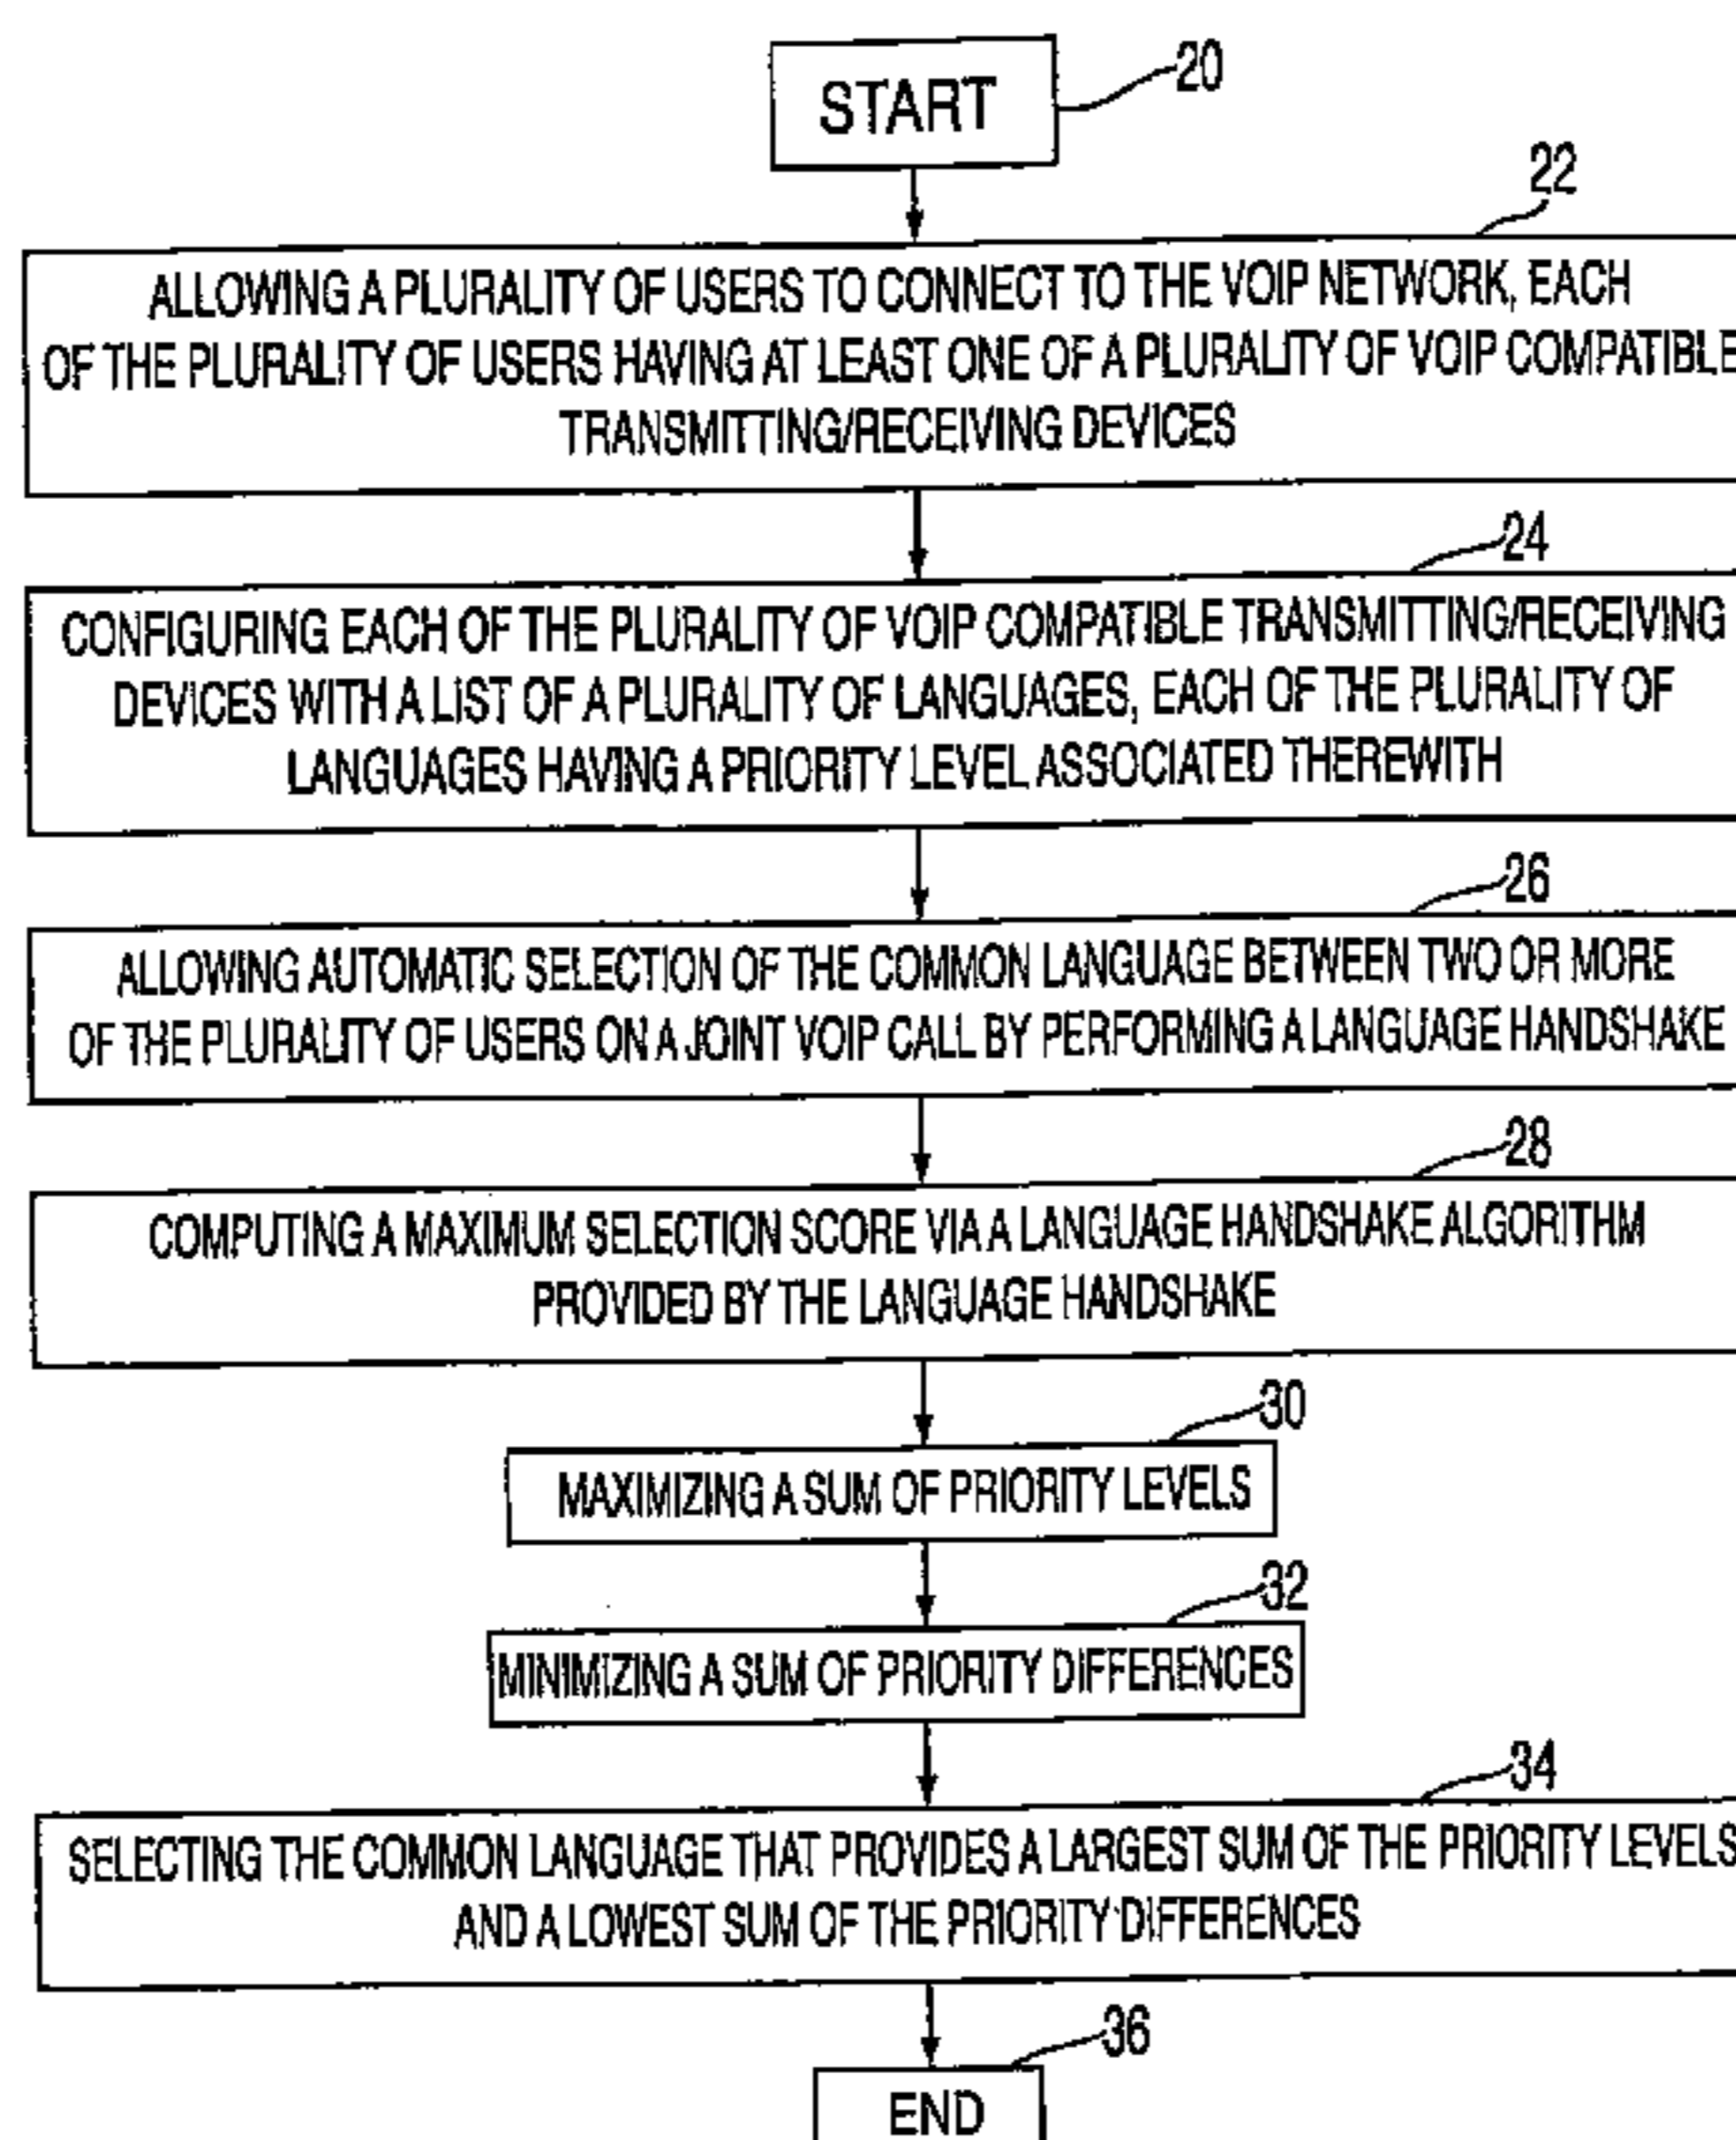 START
20
22
ALLOWING A PLURALITY OF USERS TO CONNECT TO THE VOIP NETWORK, EACH
OF THE PLURALITY OF USERS HAVING AT LEAST ONE OF A PLURALITY OF VOIP COMPATIBLE
TRANSMITTING/RECEIVING DEVICES
24
CONFIGURING EACH OF THE PLURALITY OF VOIP COMPATIBLE TRANSMITTING/RECEIVING
DEVICES WITH A LIST OF A PLURALITY OF LANGUAGES, EACH OF THE PLURALITY OF
LANGUAGES HAVING A PRIORITY LEVEL ASSOCIATED THEREWITH
26
ALLOWING AUTOMATIC SELECTION OF THE COMMON LANGUAGE BETWEEN TWO OR MORE
OF THE PLURALITY OF USERS ON A JOINT VOIP CALL BY PERFORMING A LANGUAGE HANDSHAKE
28
COMPUTING A MAXIMUM SELECTION SCORE VIA A LANGUAGE HANDSHAKE ALGORITHM
PROVIDED BY THE LANGUAGE HANDSHAKE
30
MAXIMIZING A SUM OF PRIORITY LEVELS
32
MINIMIZING A SUM OF PRIORITY DIFFERENCES
34
SELECTING THE COMMON LANGUAGE THAT PROVIDES A LARGEST SUM OF THE PRIORITY LEVELS
AND A LOWEST SUM OF THE PRIORITY DIFFERENCES
36
END